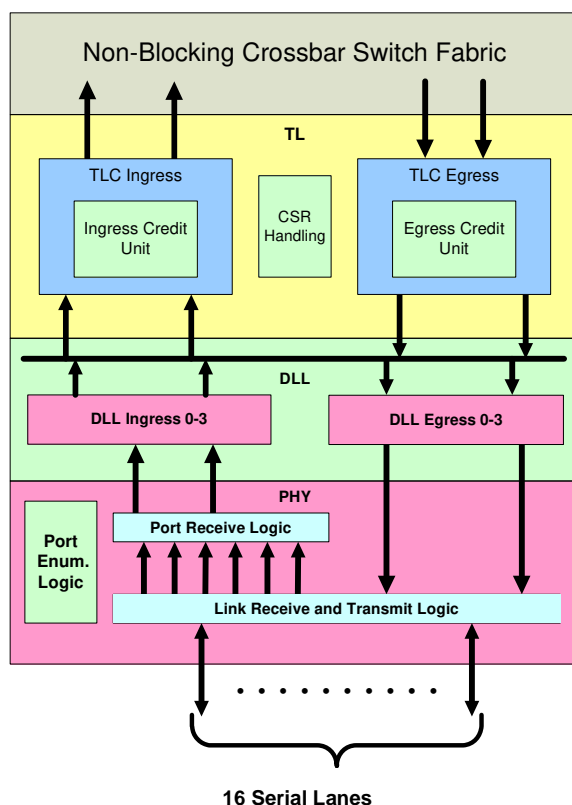 Non-Blocking Crossbar Switch Fabric
TL
TLC Ingress
TLC Egress
Ingress Credit
Unit
CSR
Handling
Egress Credit
Unit
DLL
DLL Ingress 0-3
DLL Egress 0-3
PHY
Port
Enum.
Logic
Port Receive Logic
Link Receive and Transmit Logic
16 Serial Lanes